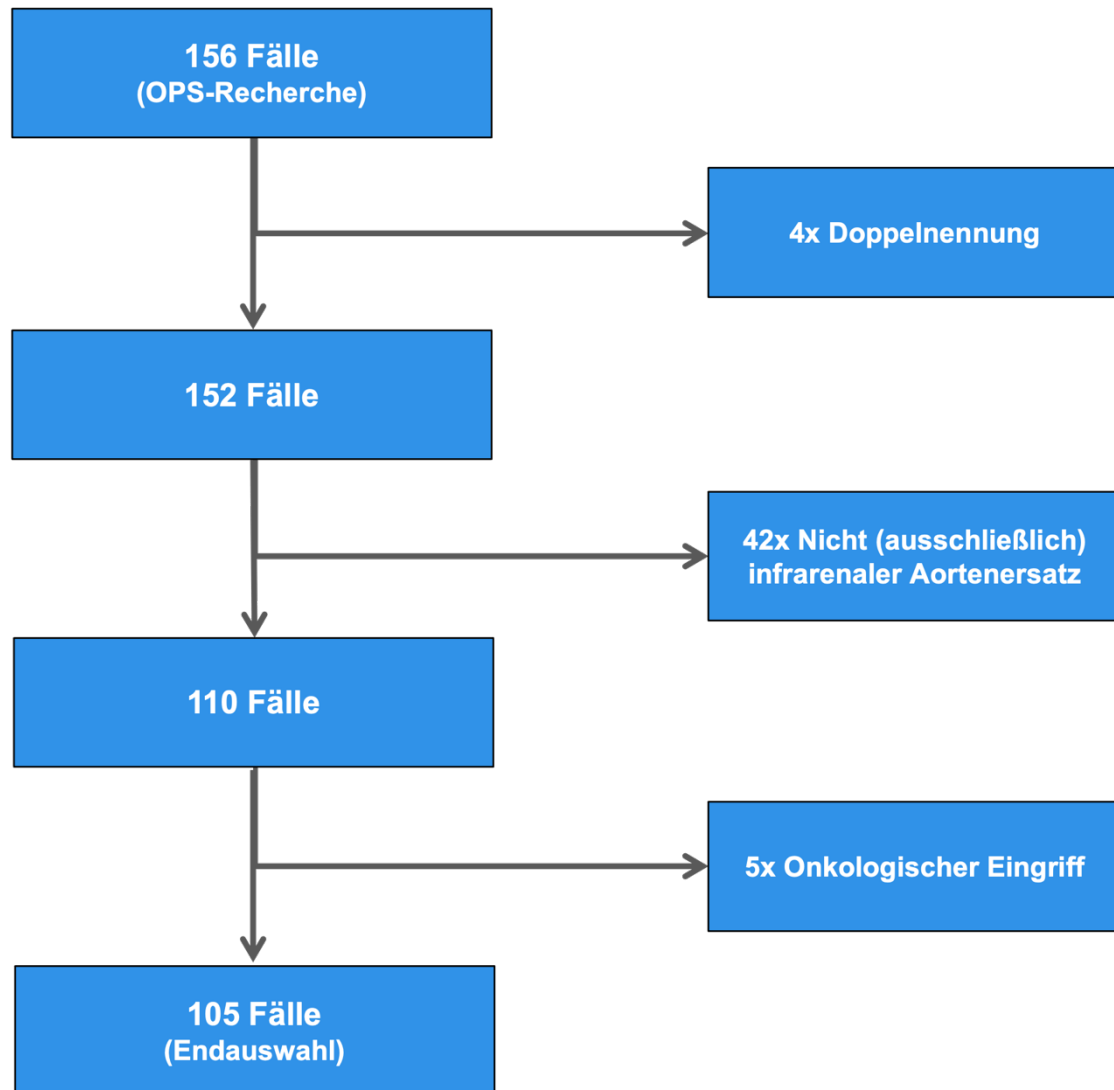 156 Fälle
(OPS-Recherche)
4x Doppelnennung
152 Fälle
42x Nicht (ausschließlich)
infrarenaler Aortenersatz
110 Fälle
5x Onkologischer Eingriff
105 Fälle
(Endauswahl)